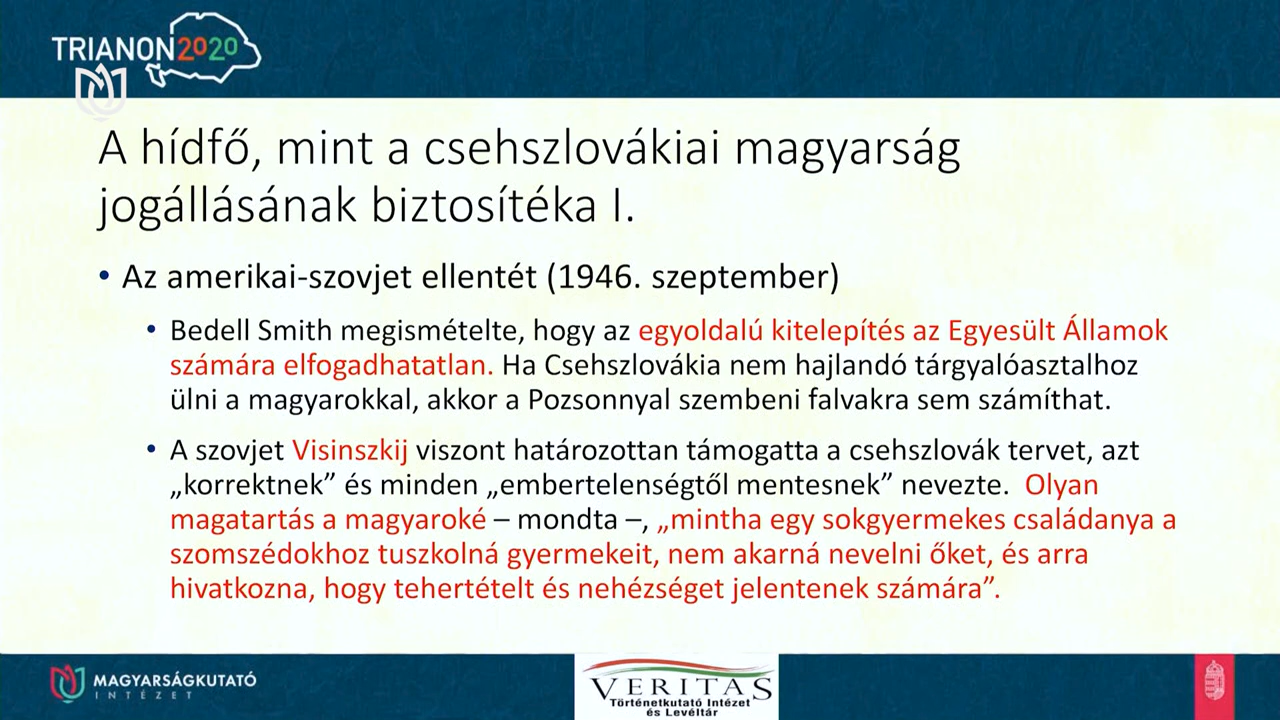 TRIANON2020
A hídfő, mint a csehszlovákiai magyarság
jogállásának biztosítéka I.
• Az amerikai-szovjet ellentét (1946. szeptember)
• Bedell Smith megismételte, hogy az egyoldalú kitelepítés az Egyesült Államok
számára elfogadhatatlan. Ha Csehszlovákia nem hajlandó tárgyalóasztalhoz
ülni a magyarokkal, akkor a Pozsonnyal szembeni falvakra sem számíthat.
• A szovjet Visinszkij viszont határozottan támogatta a csehszlovák tervet, azt
„korrektnek” és minden „embertelenségtől mentesnek” nevezte. Olyan
magatartás a magyaroké – mondta –, „mintha egy sokgyermekes családanya a
szomszédokhoz tuszkolná gyermekeit, nem akarná nevelni őket, és arra
hivatkozna, hogy tehertételt és nehézséget jelentenek számára”.
MAGYARSÁGKUTATÓ
INTÉZET
VERITAS
Történetkutató Intézet
és Levéltár